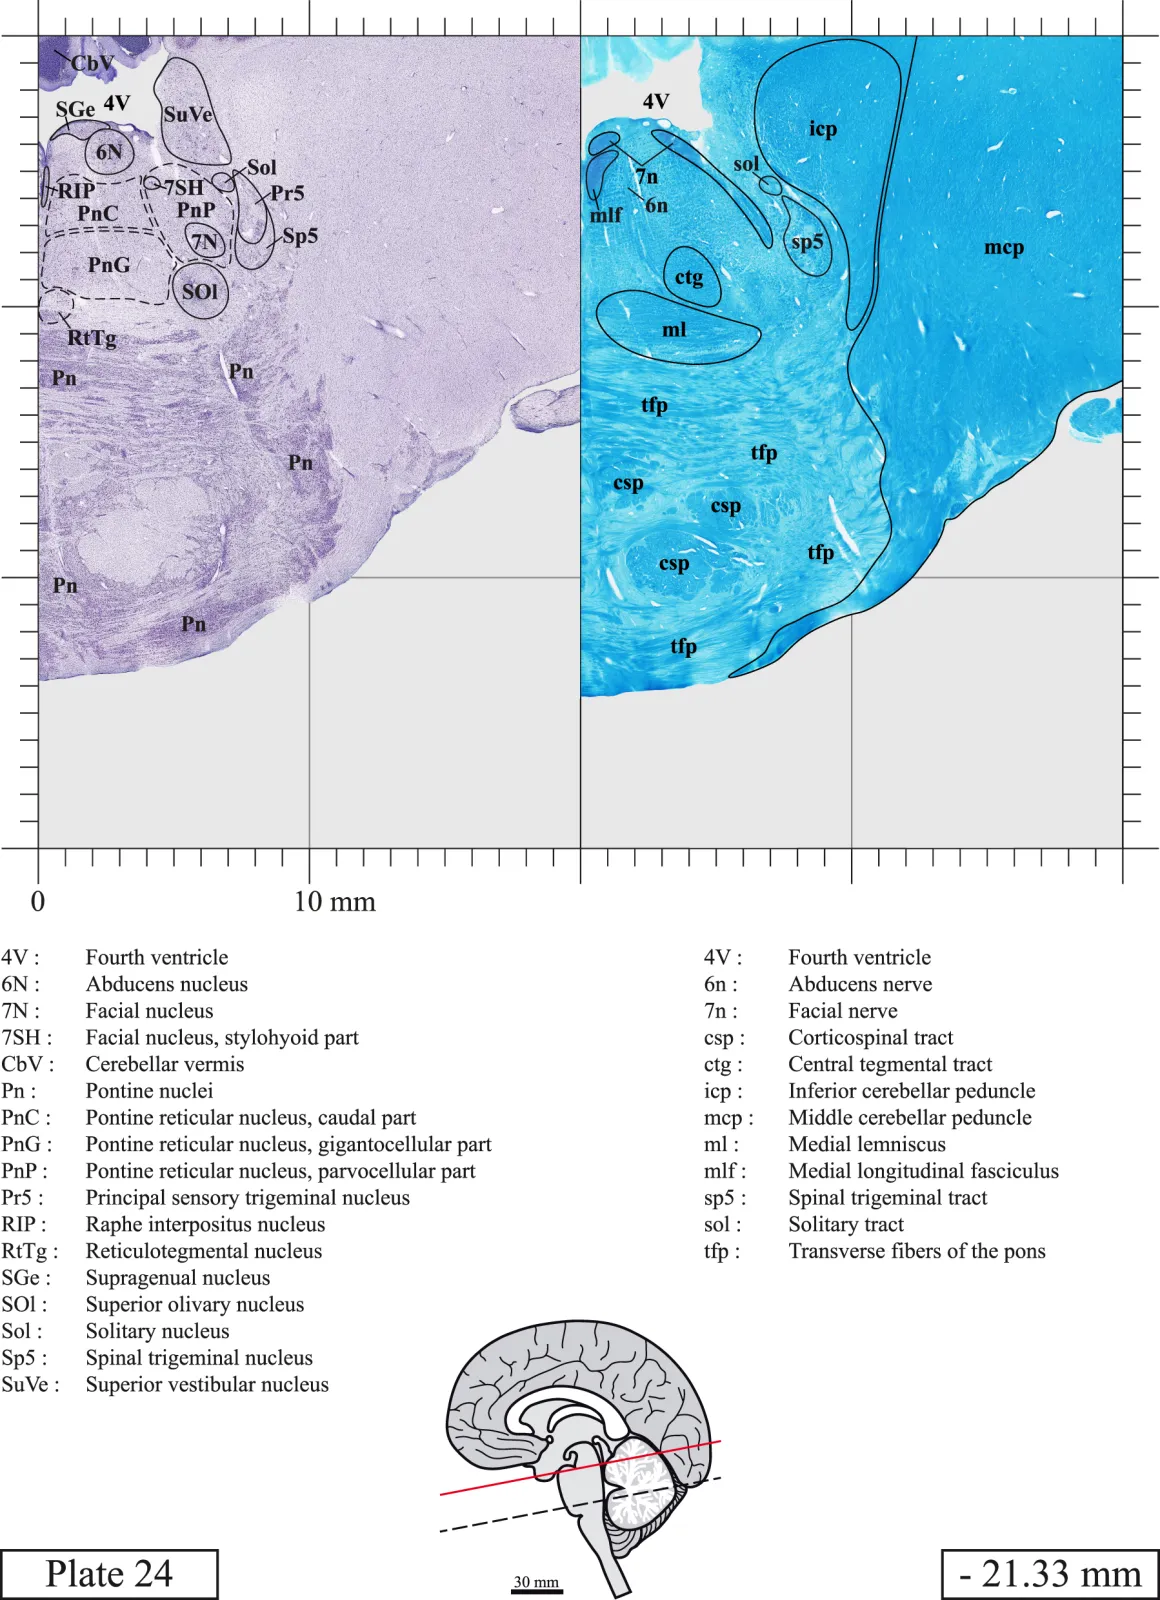 CbV
SGe 4V
SuVe
6N
Sol
RIP 7SH Pr5
PnC PnP
7N Sp5
PnG
SOl
RtTg
Pn
Pn
Pn
Pn
Pn
4V
icp
sol
7n
6n
mlf
sp5
mcp
ctg
ml
tfp
tfp
csp
csp
tfp
csp
tfp
0 10 mm
4V : Fourth ventricle
6N : Abducens nucleus
7N : Facial nucleus
7SH : Facial nucleus, stylohyoid part
CbV : Cerebellar vermis
Pn : Pontine nuclei
PnC : Pontine reticular nucleus, caudal part
PnG : Pontine reticular nucleus, gigantocellular part
PnP : Pontine reticular nucleus, parvocellular part
Pr5 : Principal sensory trigeminal nucleus
RIP : Raphe interpositus nucleus
RtTg : Reticulotegmental nucleus
SGe : Supragenual nucleus
SOl : Superior olivary nucleus
Sol : Solitary nucleus
Sp5 : Spinal trigeminal nucleus
SuVe : Superior vestibular nucleus
4V : Fourth ventricle
6n : Abducens nerve
7n : Facial nerve
csp : Corticospinal tract
ctg : Central tegmental tract
icp : Inferior cerebellar peduncle
mcp : Middle cerebellar peduncle
ml : Medial lemniscus
mlf : Medial longitudinal fasciculus
sp5 : Spinal trigeminal tract
sol : Solitary tract
tfp : Transverse fibers of the pons
30 mm
Plate 24
- 21.33 mm